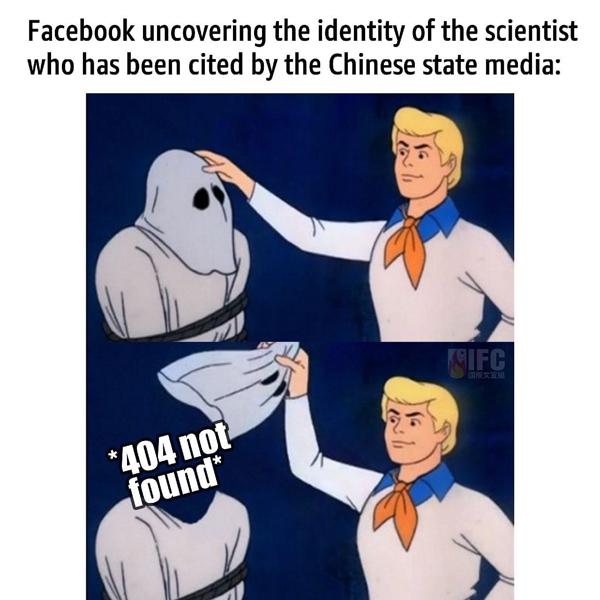 Facebook uncovering the identity of the scientist
who has been cited by the Chinese state media:
IFC
*404 not
found*